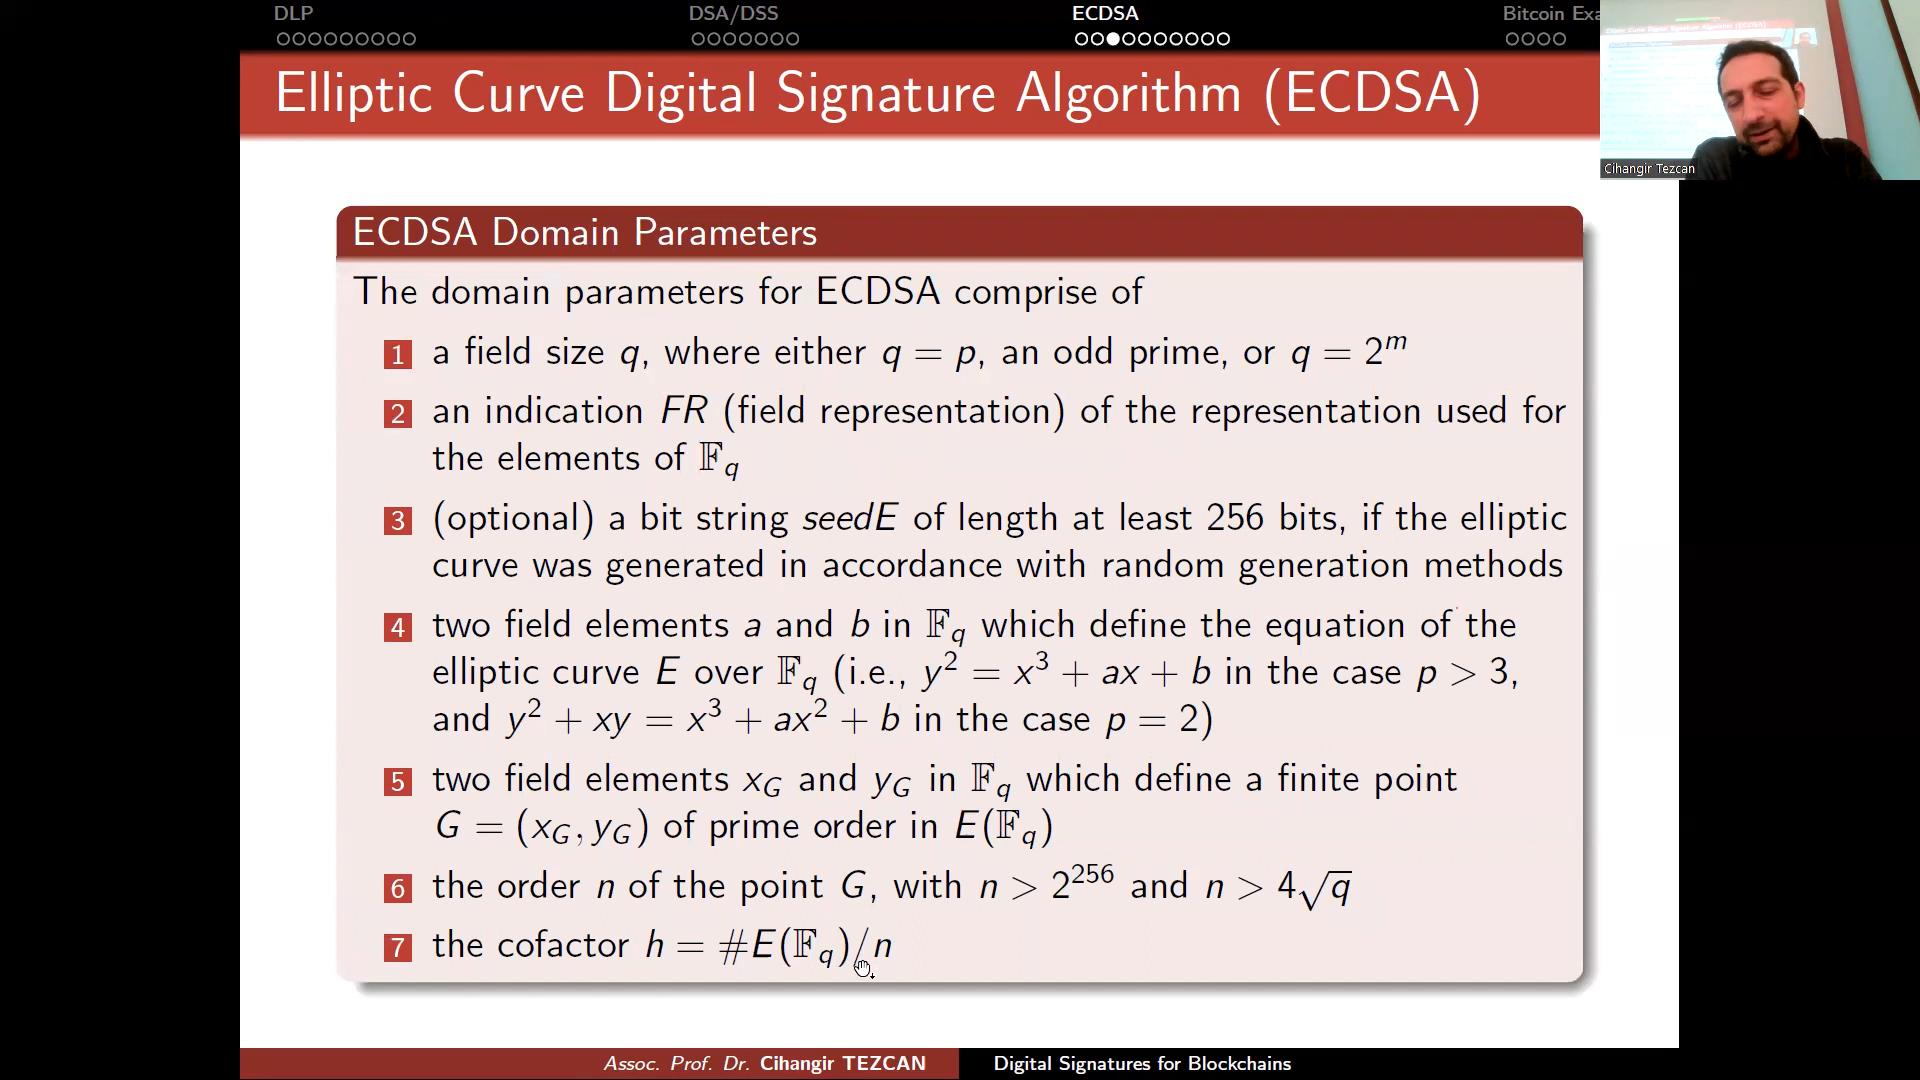 DLP DSA/DSS ECDSA Bitcoin Exa
Elliptic Curve Digital Signature Algorithm (ECDSA)
Cihangir Tezcan
ECDSA Domain Parameters
The domain parameters for ECDSA comprise of
1 a field size q, where either q = p, an odd prime, or q = 2^m
2 an indication FR (field representation) of the representation used for
the elements of 𝔽_q
3 (optional) a bit string seedE of length at least 256 bits, if the elliptic
curve was generated in accordance with random generation methods
4 two field elements a and b in 𝔽_q which define the equation of the
elliptic curve E over 𝔽_q (i.e., y² = x³ + ax + b in the case p > 3,
and y² + xy = x³ + ax² + b in the case p = 2)
5 two field elements x_G and y_G in 𝔽_q which define a finite point
G = (x_G, y_G) of prime order in E(𝔽_q)
6 the order n of the point G, with n > 2^256 and n > 4√q
7 the cofactor h = #E(𝔽_q)/n
Assoc. Prof. Dr. Cihangir TEZCAN Digital Signatures for Blockchains